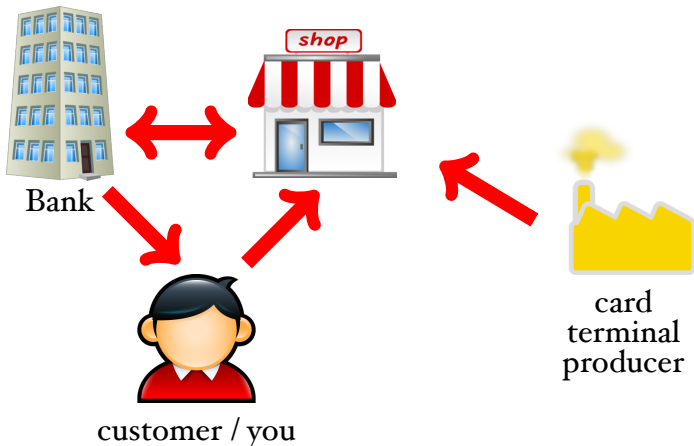 shop
Bank
card
terminal
producer
customer / you